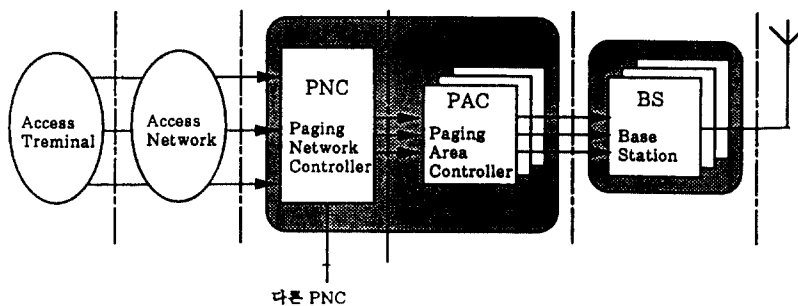 Access
Treminal
Access
Network
PNC
Paging
Network
Controller
PAC
Paging
Area
Controller
BS
Base
Station
다른 PNC